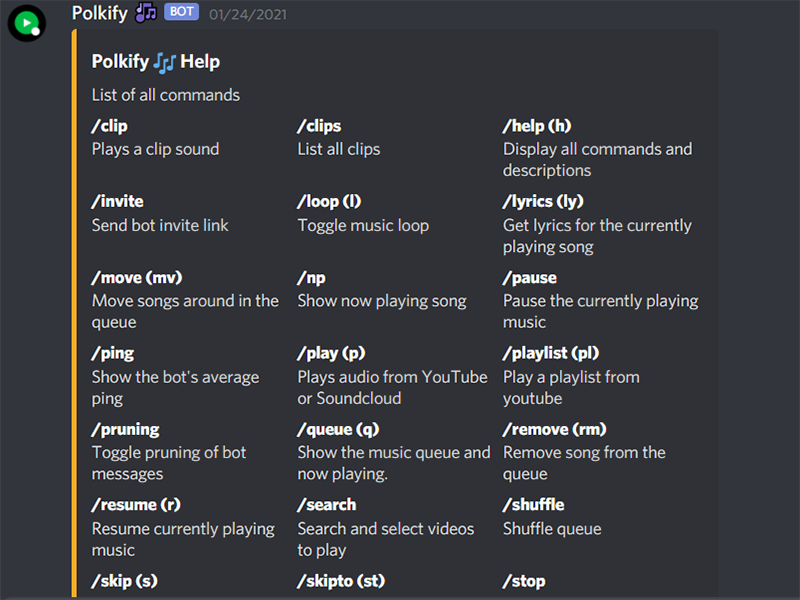 Polkify BOT 01/24/2021
Polkify Help
List of all commands
/clip /clips /help (h)
Plays a clip sound List all clips Display all commands and
descriptions
/invite /loop (l) /lyrics (ly)
Send bot invite link Toggle music loop Get lyrics for the currently
playing song
/move (mv) /np /pause
Move songs around in the Show now playing song Pause the currently playing
queue music
/ping /play (p) /playlist (pl)
Show the bot's average Plays audio from YouTube Play a playlist from
ping or Soundcloud youtube
/pruning /queue (q) /remove (rm)
Toggle pruning of bot Show the music queue and Remove song from the
messages now playing. queue
/resume (r) /search /shuffle
Resume currently playing Search and select videos Shuffle queue
music to play
/skip (s) /skipto (st) /stop